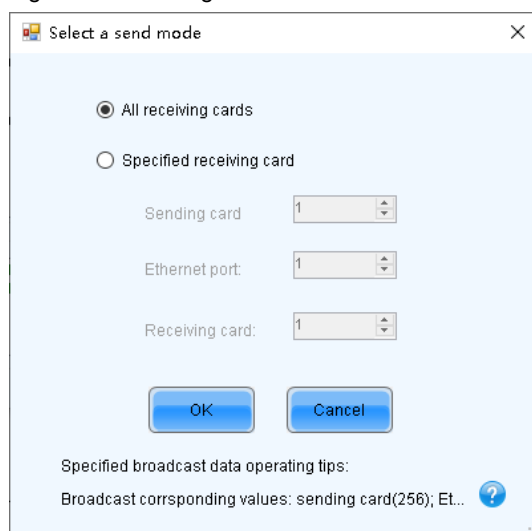 Select a send mode
All receiving cards
Specified receiving card
Sending card 1
Ethernet port: 1
Receiving card: 1
OK Cancel
Specified broadcast data operating tips:
Broadcast corrsponding values: sending card(256); Et... ?